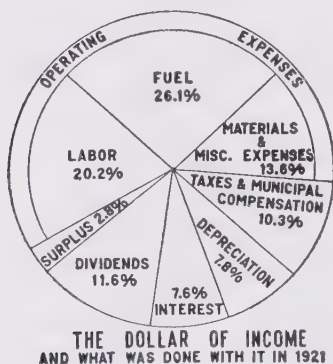 OPERATING EXPENSES
FUEL
26.1%
MATERIALS
&
MISC. EXPENSES
13.6%
LABOR
20.2%
TAXES & MUNICIPAL
COMPENSATION
10.3%
SURPLUS 2.8%
DEPRECIATION
7.8%
DIVIDENDS
11.6%
7.6%
INTEREST
THE DOLLAR OF INCOME
AND WHAT WAS DONE WITH IT IN 1921